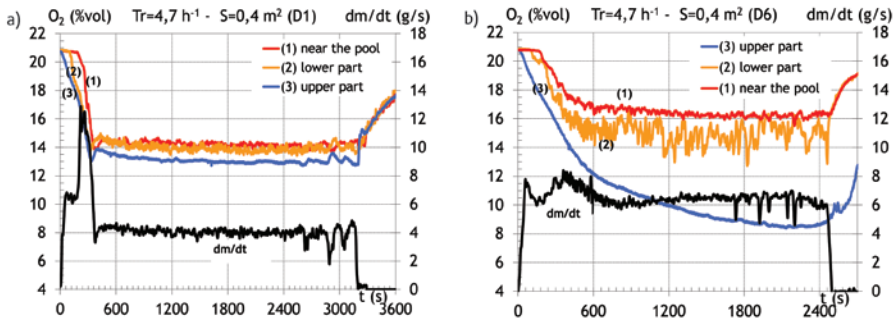 a)
O2 (%vol) Tr=4,7 h-1 - S=0,4 m2 (D1) dm/dt (g/s)
22
20
18
16
14
12
10
8
6
4
18
16
14
12
10
8
6
4
2
0
(1) near the pool
(2) lower part
(3) upper part
(2)
(1)
(3)
dm/dt
0 600 1200 1800 2400 3000 3600
t (s)
b)
O2 (%vol) Tr=4,7 h-1 - S=0,4 m2 (D6) dm/dt (g/s)
22
20
18
16
14
12
10
8
6
4
18
16
14
12
10
8
6
4
2
0
(3) upper part
(2) lower part
(1) near the pool
(3)
(1)
(2)
dm/dt
0 600 1200 1800 2400
t (s)